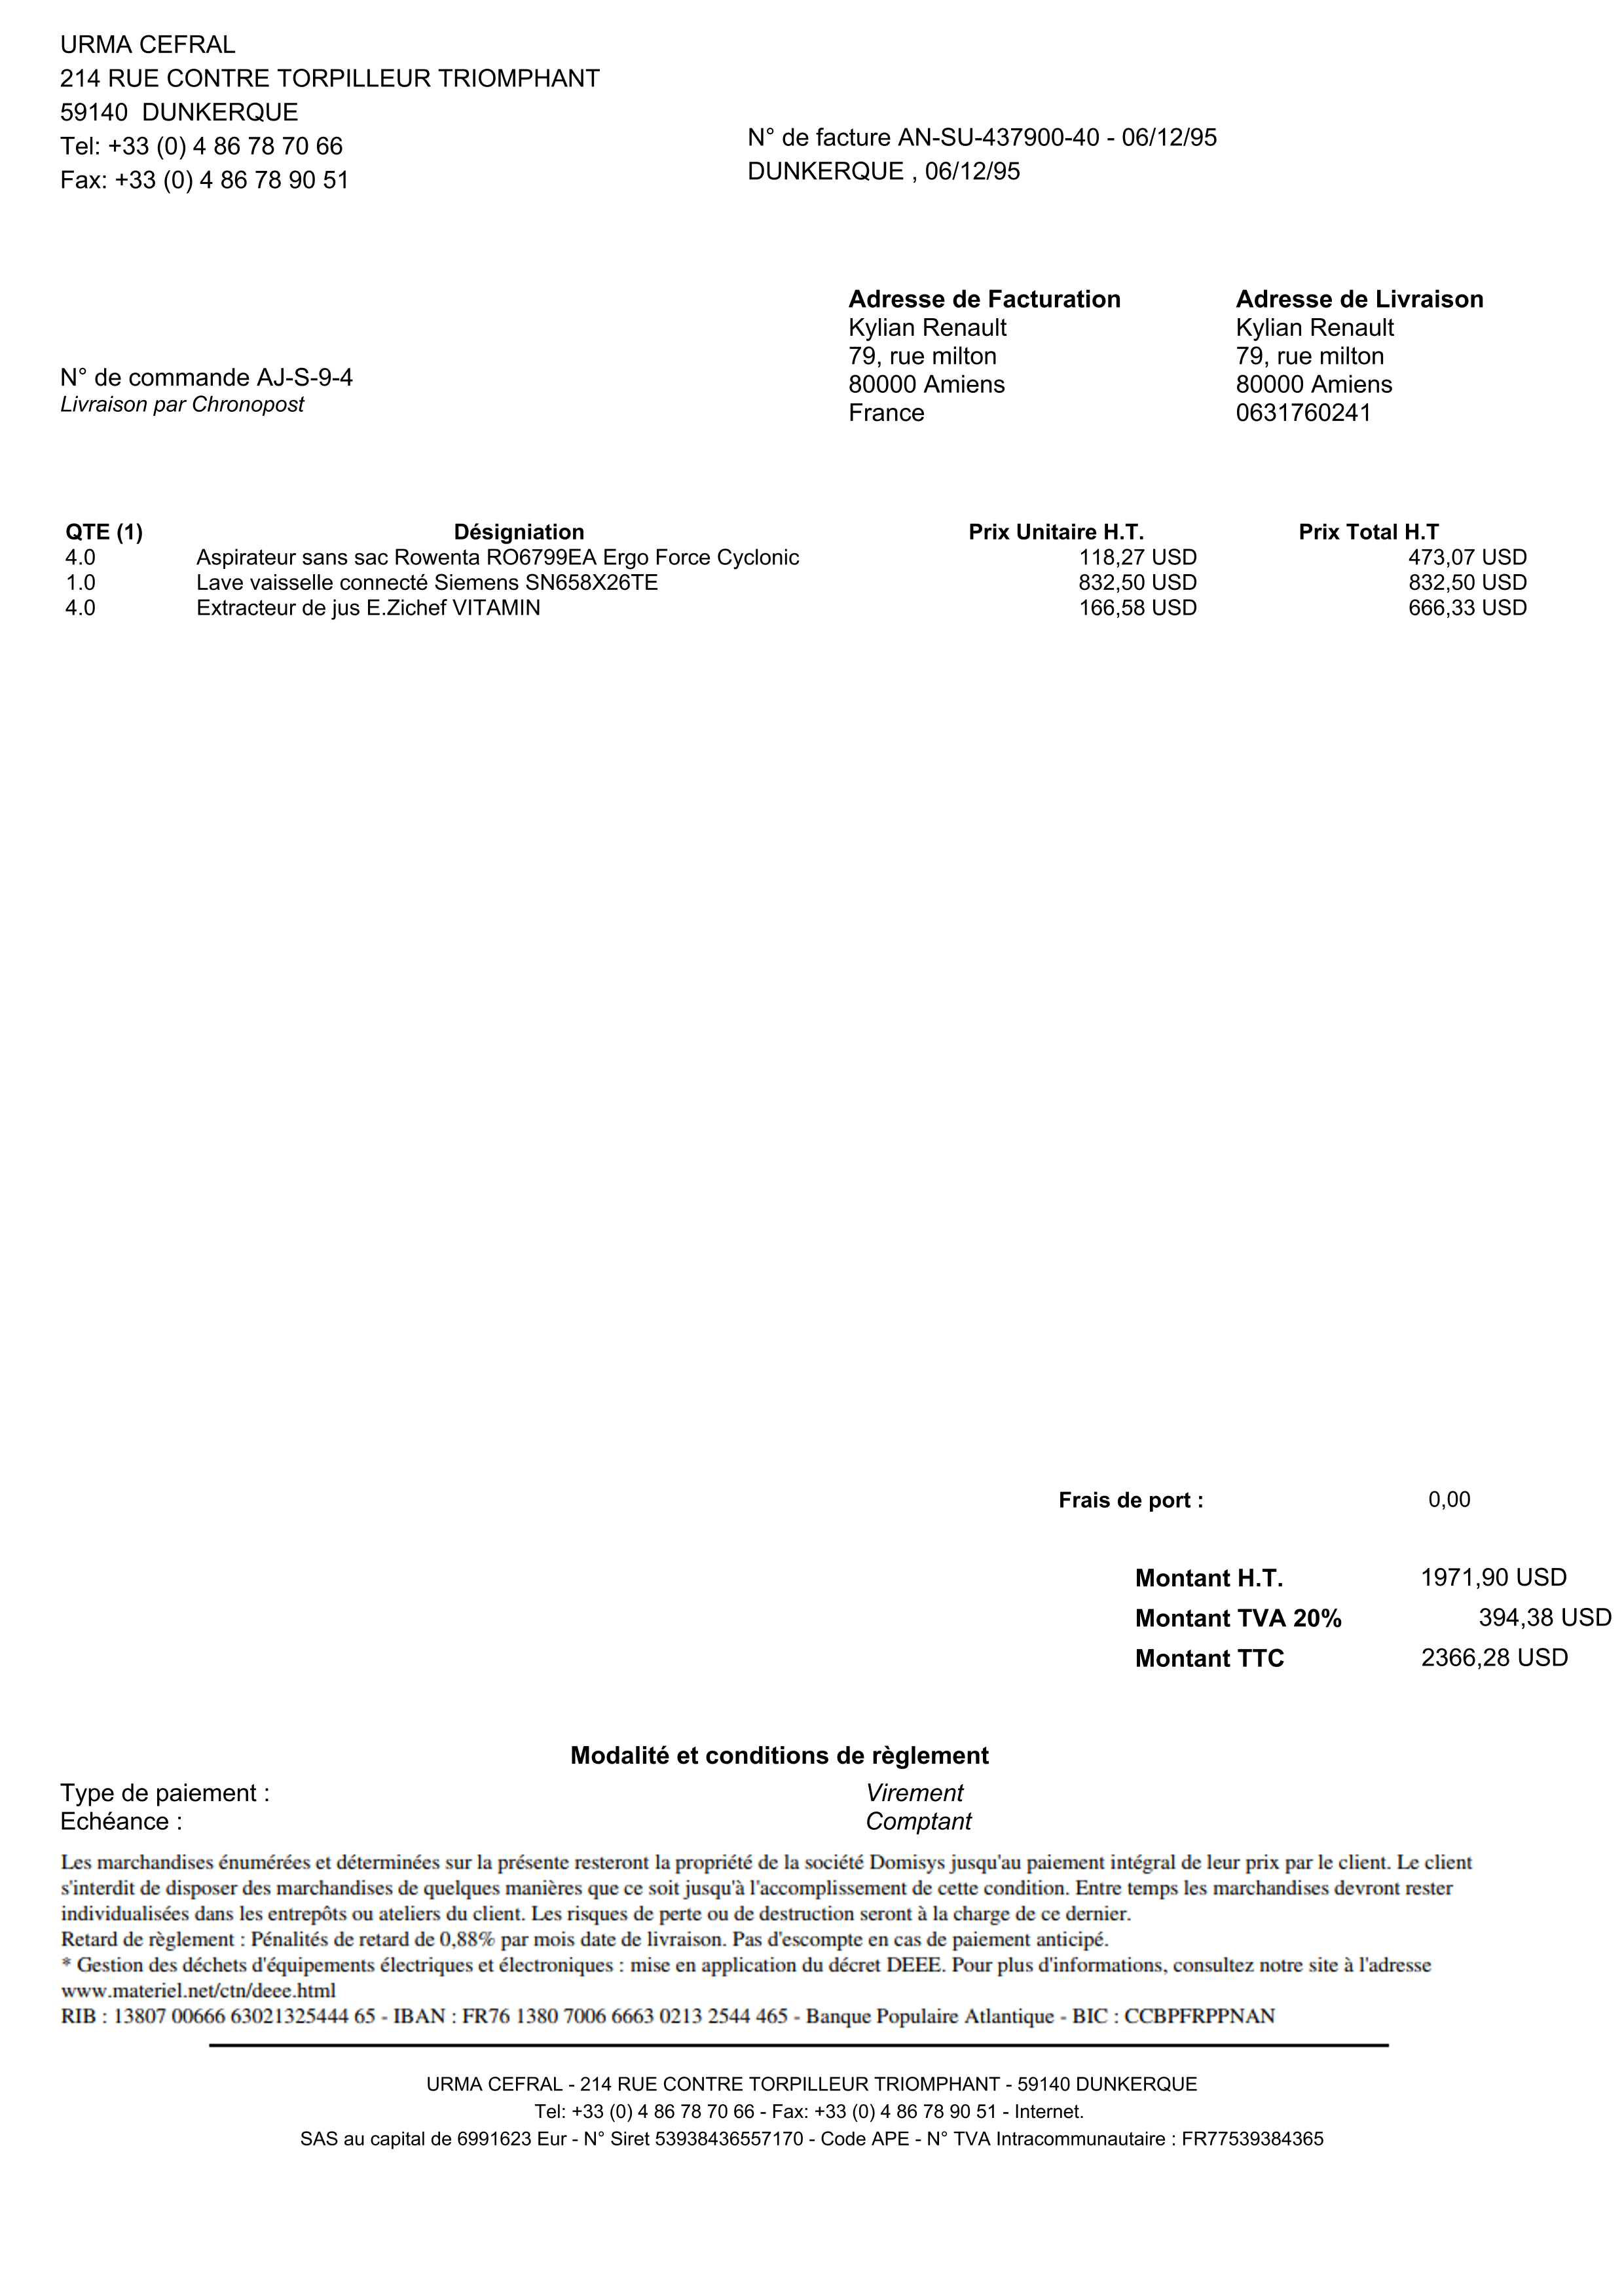 URMA CEFRAL
214 RUE CONTRE TORPILLEUR TRIOMPHANT
59140 DUNKERQUE
Tel: +33 (0) 4 86 78 70 66
Fax: +33 (0) 4 86 78 90 51
N° de facture AN-SU-437900-40 - 06/12/95
DUNKERQUE , 06/12/95
N° de commande AJ-S-9-4
Livraison par Chronopost
Adresse de Facturation
Kylian Renault
79, rue milton
80000 Amiens
France
Adresse de Livraison
Kylian Renault
79, rue milton
80000 Amiens
0631760241
QTE (1) Désigniation Prix Unitaire H.T. Prix Total H.T
4.0 Aspirateur sans sac Rowenta RO6799EA Ergo Force Cyclonic 118,27 USD 473,07 USD
1.0 Lave vaisselle connecté Siemens SN658X26TE 832,50 USD 832,50 USD
4.0 Extracteur de jus E.Zichef VITAMIN 166,58 USD 666,33 USD
Frais de port : 0,00
Montant H.T. 1971,90 USD
Montant TVA 20% 394,38 USD
Montant TTC 2366,28 USD
Modalité et conditions de règlement
Type de paiement : Virement
Echéance : Comptant
Les marchandises énumérées et déterminées sur la présente resteront la propriété de la société Domisys jusqu'au paiement intégral de leur prix par le client. Le client
s'interdit de disposer des marchandises de quelques manières que ce soit jusqu'à l'accomplissement de cette condition. Entre temps les marchandises devront rester
individualisées dans les entrepôts ou ateliers du client. Les risques de perte ou de destruction seront à la charge de ce dernier.
Retard de règlement : Pénalités de retard de 0,88% par mois date de livraison. Pas d'escompte en cas de paiement anticipé.
* Gestion des déchets d'équipements électriques et électroniques : mise en application du décret DEEE. Pour plus d'informations, consultez notre site à l'adresse
www.materiel.net/ctn/deee.html
RIB : 13807 00666 63021325444 65 - IBAN : FR76 1380 7006 6663 0213 2544 465 - Banque Populaire Atlantique - BIC : CCBPFRPPNAN
URMA CEFRAL - 214 RUE CONTRE TORPILLEUR TRIOMPHANT - 59140 DUNKERQUE
Tel: +33 (0) 4 86 78 70 66 - Fax: +33 (0) 4 86 78 90 51 - Internet.
SAS au capital de 6991623 Eur - N° Siret 53938436557170 - Code APE - N° TVA Intracommunautaire : FR77539384365